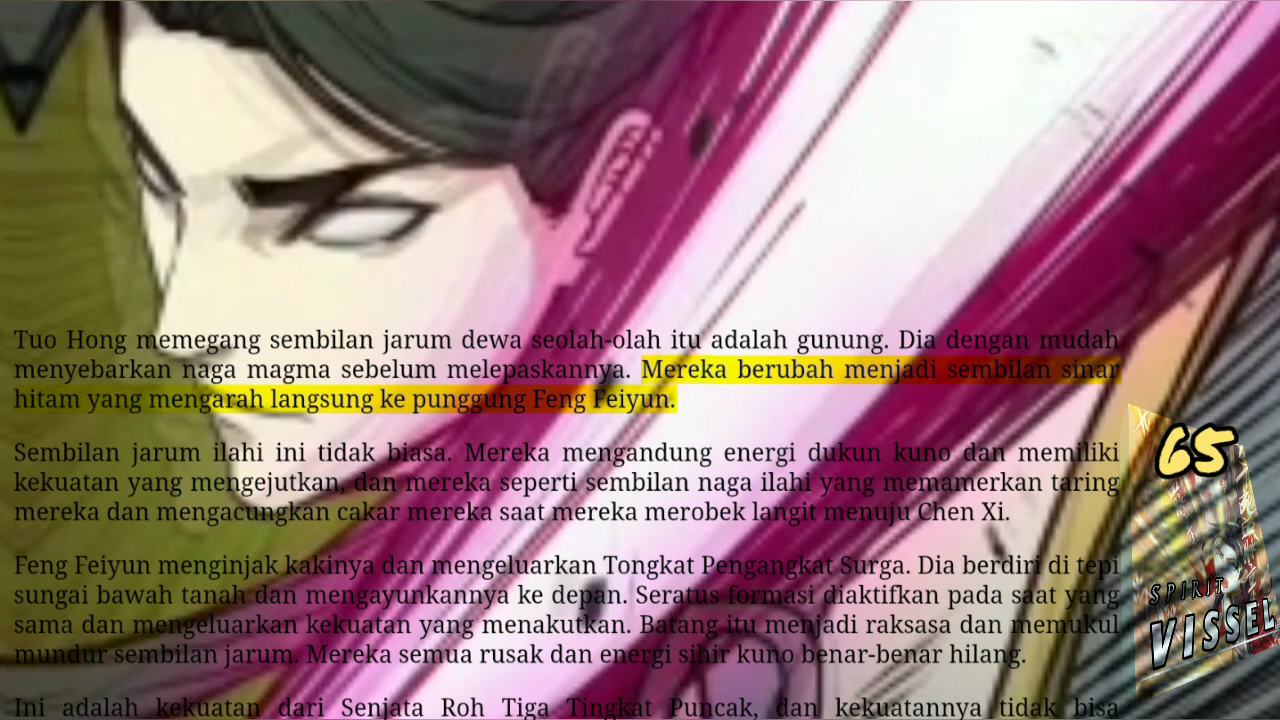 Tuo Hong memegang sembilan jarum dewa seolah-olah itu adalah gunung. Dia dengan mudah
menyebarkan naga magma sebelum melepaskannya. Mereka berubah menjadi sembilan sinar
hitam yang mengarah langsung ke punggung Feng Feiyun.
Sembilan jarum ilahi ini tidak biasa. Mereka mengandung energi dukun kuno dan memiliki
kekuatan yang mengejutkan, dan mereka seperti sembilan naga ilahi yang memamerkan taring
mereka dan mengacungkan cakar mereka saat mereka merobek langit menuju Chen Xi.
Feng Feiyun menginjak kakinya dan mengeluarkan Tongkat Pengangkat Surga. Dia berdiri di tepi
sungai bawah tanah dan mengayunkannya ke depan. Seratus formasi diaktifkan pada saat yang
sama dan mengeluarkan kekuatan yang menakutkan. Batang itu menjadi raksasa dan memukul
mundur sembilan jarum. Mereka semua rusak dan energi sihir kuno benar-benar hilang.
Ini adalah kekuatan dari Senjata Roh Tiga Tingkat Puncak, dan kekuatannya tidak bisa
65
SPIRIT
VISSEL